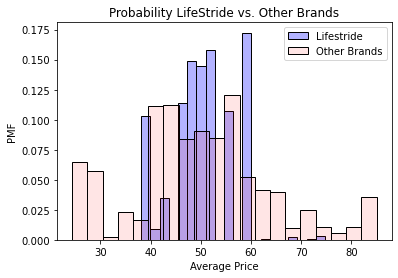 Probability LifeStride vs. Other Brands
Lifestride
Other Brands
0.175
0.150
0.125
0.100
0.075
0.050
0.025
0.000
PMF
30 40 50 60 70 80
Average Price